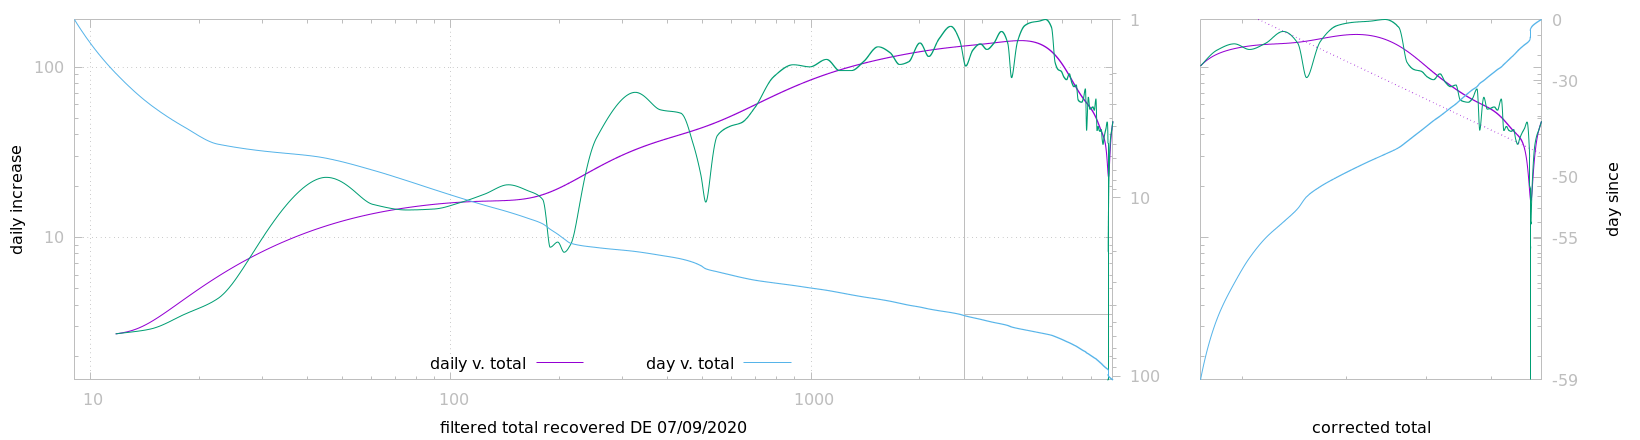 daily increase
100
10
10
100
1000
1
10
100
daily v. total
day v. total
filtered total recovered DE 07/09/2020
0
-30
-50
-55
-59
day since
corrected total